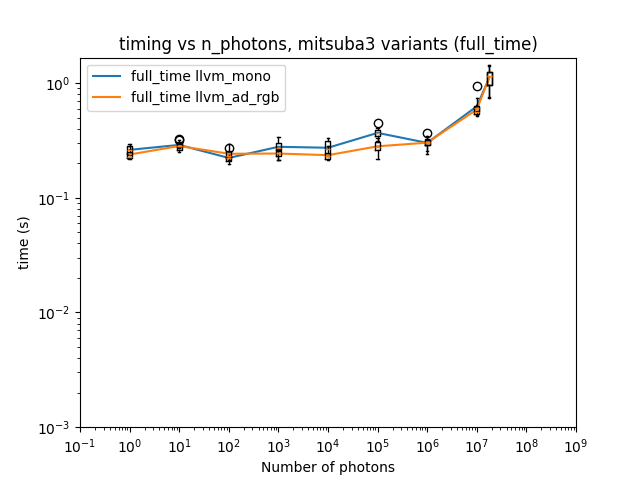 timing vs n_photons, mitsuba3 variants (full_time)
full_time llvm_mono
full_time llvm_ad_rgb
time (s)
10^0
10^-1
10^-2
10^-3
10^-1 10^0 10^1 10^2 10^3 10^4 10^5 10^6 10^7 10^8 10^9
Number of photons